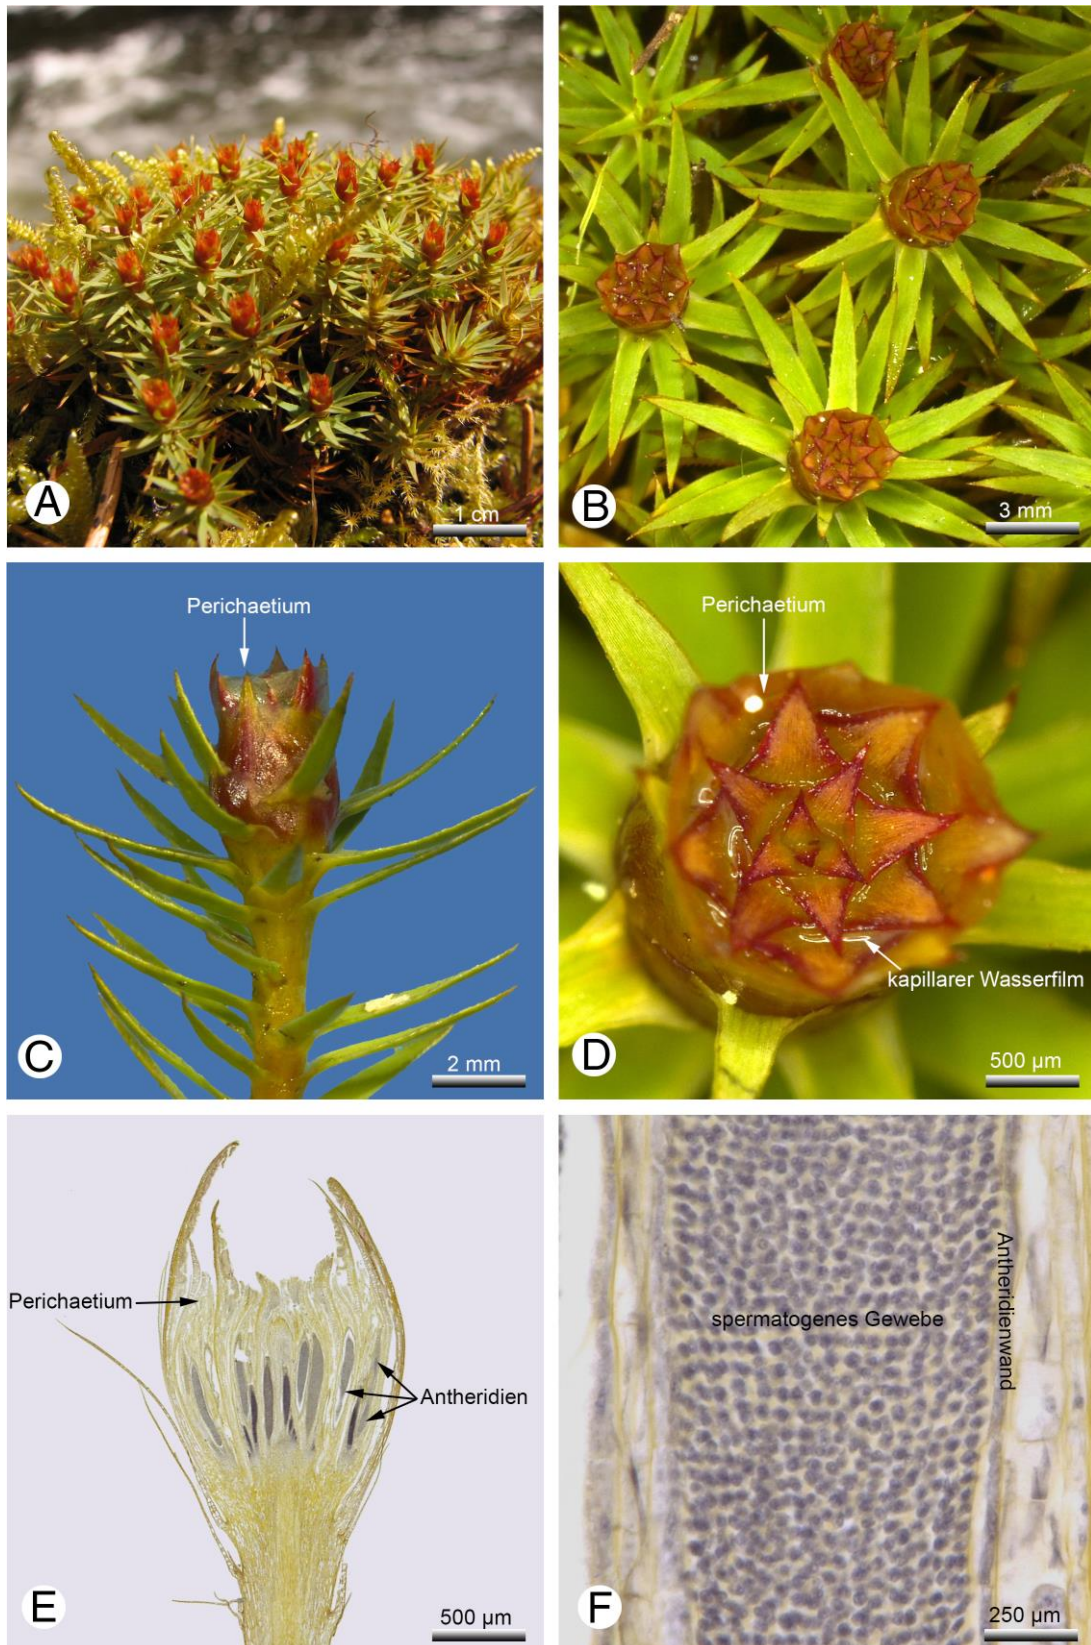 A
1 cm
B
3 mm
Perichaetium
C
2 mm
Perichaetium
kapillarer Wasserfilm
D
500 µm
Perichaetium
Antheridien
E
500 µm
spermatogenes Gewebe
Antheridienwand
F
250 µm